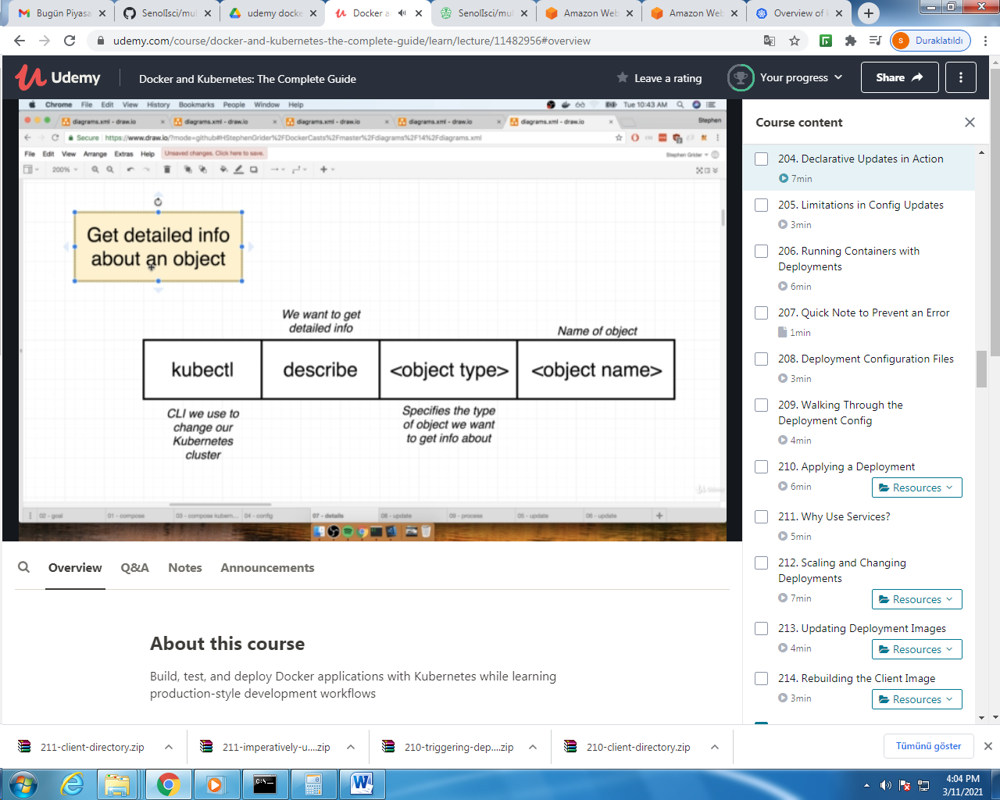 Bugün Piyasa
SenolIsci/mul
udemy docke
Docker a
SenolIsci/mul
Amazon Web
Amazon Web
Overview of
udemy.com/course/docker-and-kubernetes-the-complete-guide/learn/lecture/11482956#overview
S
Duraklatıldı
Udemy
Docker and Kubernetes: The Complete Guide
Leave a rating
Your progress
Share
Chrome File Edit View History Bookmarks People Window Help
Tue 10:43 AM
diagrams.xml - draw.io
diagrams.xml - draw.io
diagrams.xml - draw.io
diagrams.xml - draw.io
diagrams.xml - draw.io
Stephen
Secure
https://www.draw.io/?mode=github#HStephenGrider%2FDockerCasts%2Fmaster%2Fdiagrams%2F14%2Fdiagrams.xml
File Edit View Arrange Extras Help
Unsaved changes. Click here to save.
Stephen Grider
200%
Get detailed info
about an object
We want to get
detailed info
Name of object
kubectl
describe
<object type>
<object name>
CLI we use to
change our
Kubernetes
cluster
Specifies the type
of object we want
to get info about
Udemy
02 - goal
01 - compose
03 - compose kubern...
04 - config
07 - details
08 - update
09 - process
05 - update
06 - update
Course content
204. Declarative Updates in Action
7min
205. Limitations in Config Updates
3min
206. Running Containers with
Deployments
6min
207. Quick Note to Prevent an Error
1min
208. Deployment Configuration Files
3min
209. Walking Through the
Deployment Config
4min
210. Applying a Deployment
6min
Resources
211. Why Use Services?
5min
212. Scaling and Changing
Deployments
7min
Resources
213. Updating Deployment Images
4min
Resources
214. Rebuilding the Client Image
3min
Resources
Overview
Q&A
Notes
Announcements
About this course
Build, test, and deploy Docker applications with Kubernetes while learning
production-style development workflows
211-client-directory.zip
211-imperatively-u....zip
210-triggering-dep....zip
210-client-directory.zip
Tümünü göster
4:04 PM
3/11/2021